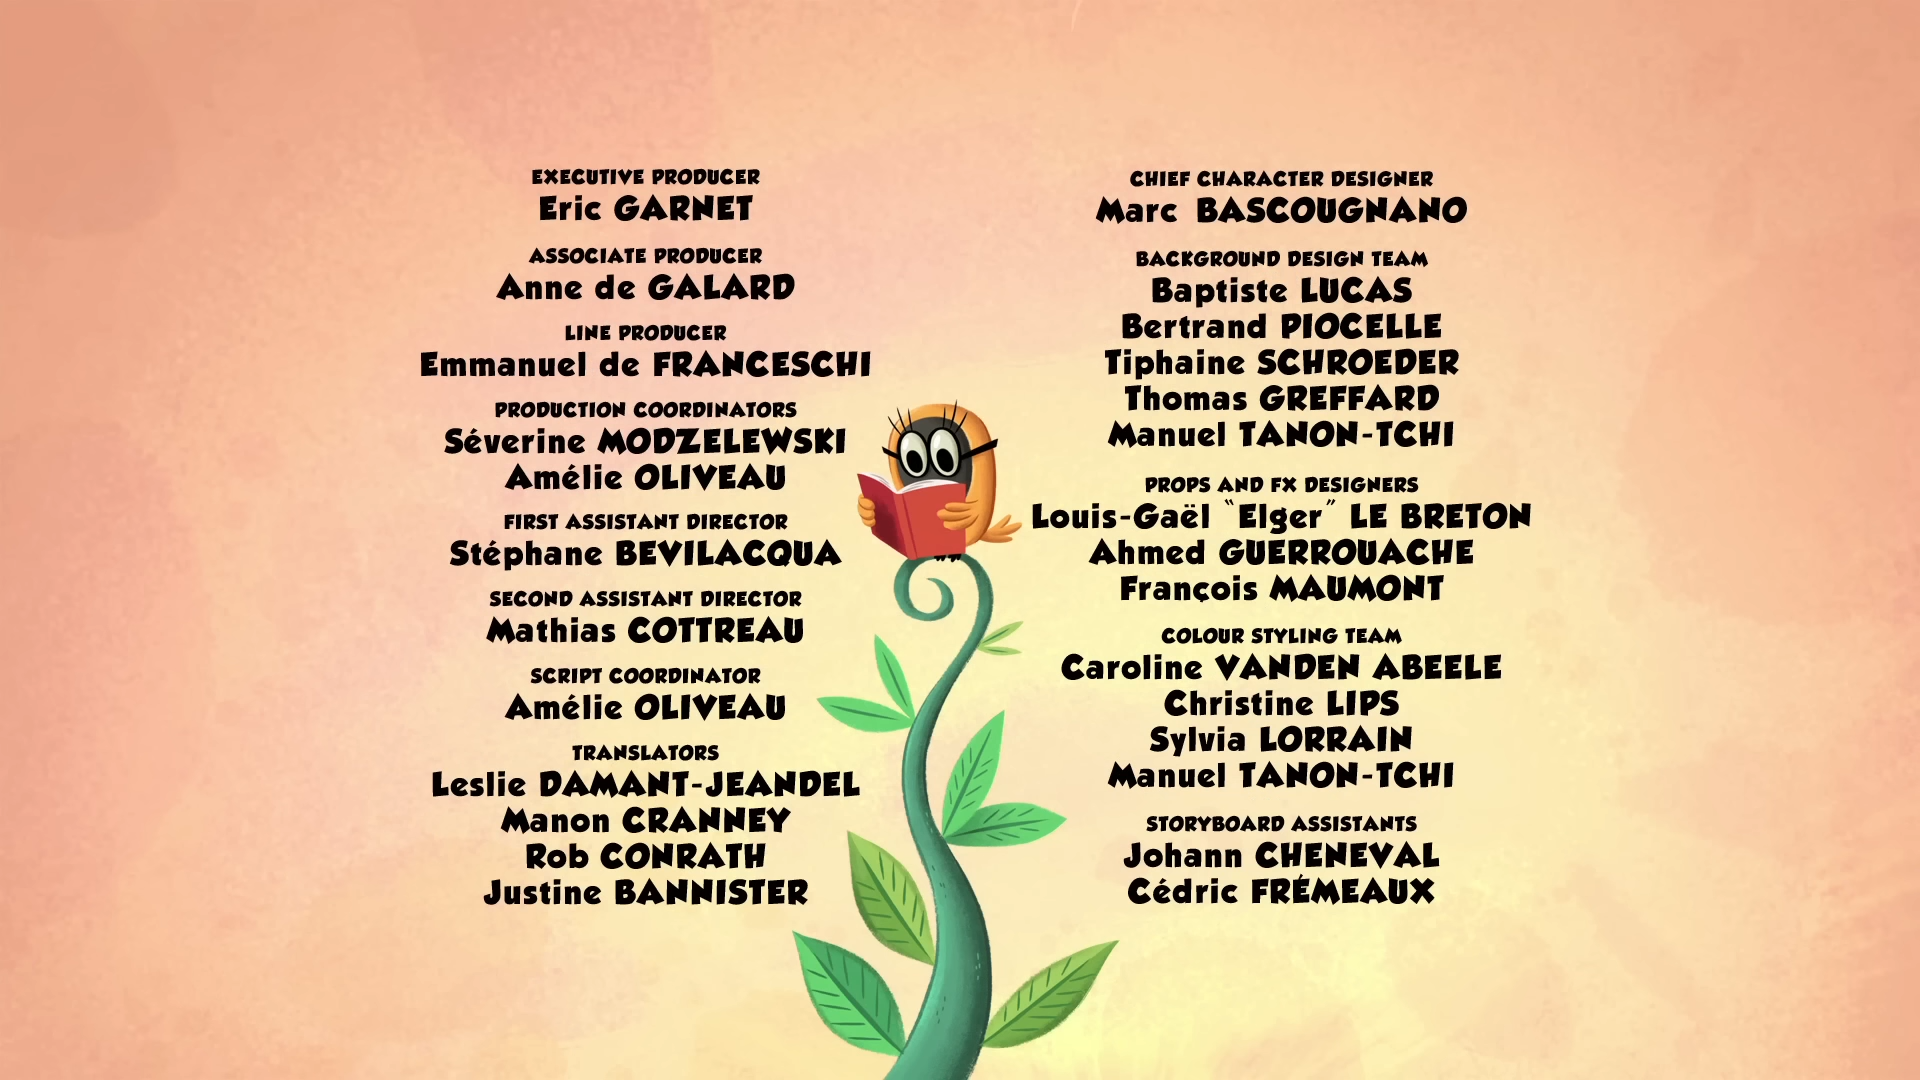 EXECUTIVE PRODUCER
Eric GARNET
ASSOCIATE PRODUCER
Anne de GALARD
LINE PRODUCER
Emmanuel de FRANCESCHI
PRODUCTION COORDINATORS
Séverine MODZELEWSKI
Amélie OLIVEAU
FIRST ASSISTANT DIRECTOR
Stéphane BEVILACQUA
SECOND ASSISTANT DIRECTOR
Mathias COTTREAU
SCRIPT COORDINATOR
Amélie OLIVEAU
TRANSLATORS
Leslie DAMANT-JEANDEL
Manon CRANNEY
Rob CONRATH
Justine BANNISTER
CHIEF CHARACTER DESIGNER
Marc BASCOUGNANO
BACKGROUND DESIGN TEAM
Baptiste LUCAS
Bertrand PIOCELLE
Tiphaine SCHROEDER
Thomas GREFFARD
Manuel TANON-TCHI
PROPS AND FX DESIGNERS
Louis-Gaël “Elger” LE BRETON
Ahmed GUERROUACHE
François MAUMONT
COLOUR STYLING TEAM
Caroline VANDEN ABEELE
Christine LIPS
Sylvia LORRAIN
Manuel TANON-TCHI
STORYBOARD ASSISTANTS
Johann CHENEVAL
Cédric FRÉMEAUX